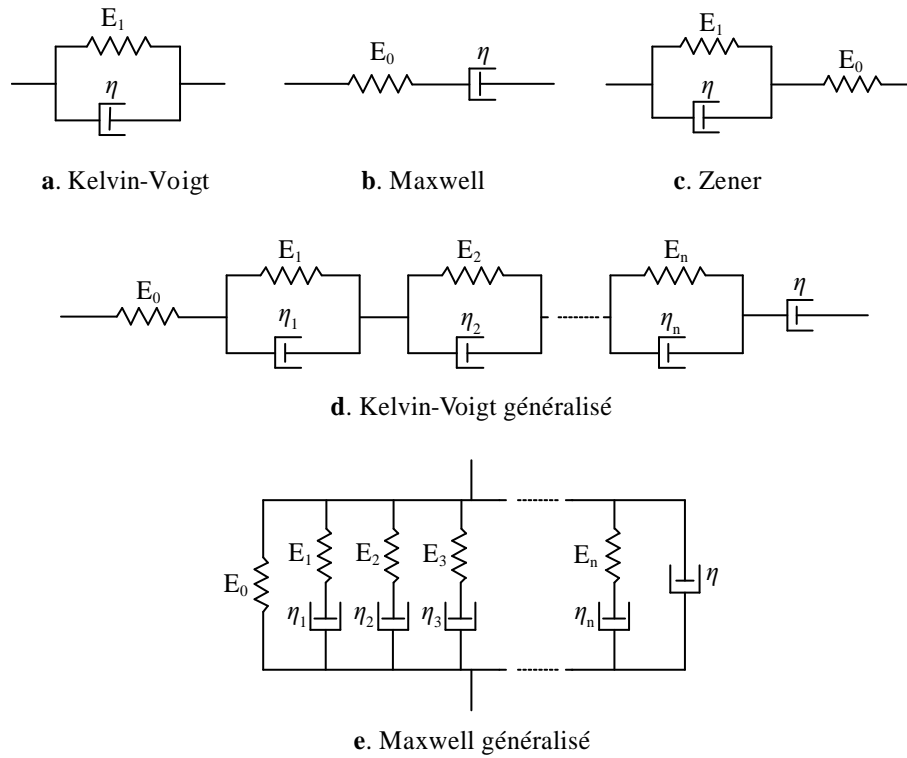 E₁
η
a. Kelvin-Voigt
E₀
η
b. Maxwell
E₁
η
E₀
c. Zener
E₀
E₁
η₁
E₂
η₂
Eₙ
ηₙ
η
d. Kelvin-Voigt généralisé
E₀
E₁
E₂
E₃
Eₙ
η₁
η₂
η₃
ηₙ
η
e. Maxwell généralisé